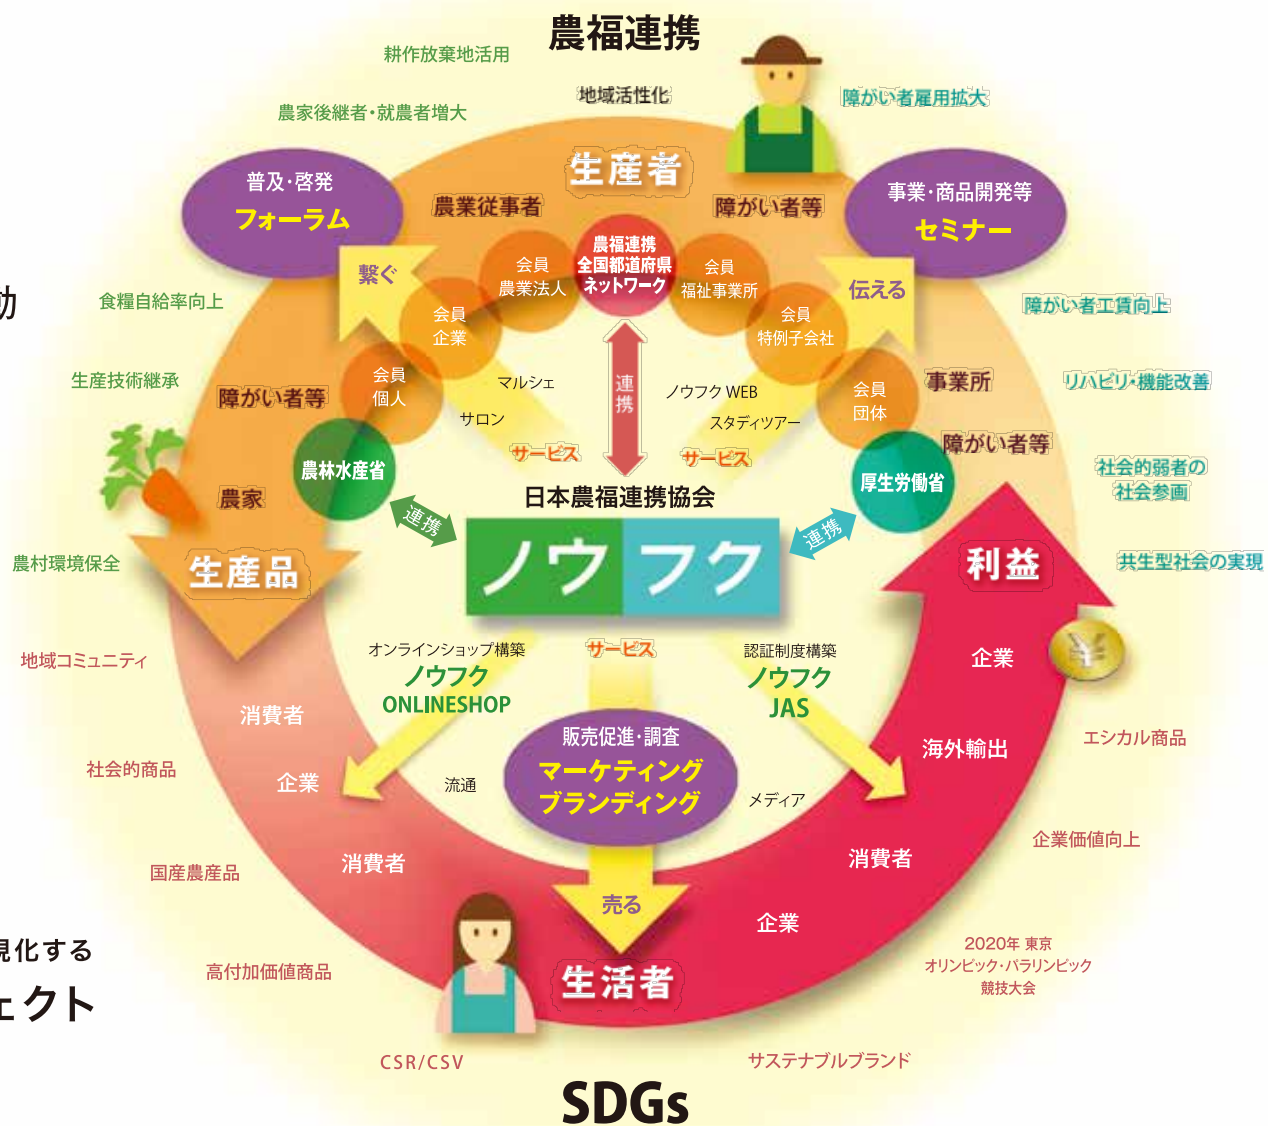 農福連携
耕作放棄地活用
地域活性化
障がい者雇用拡大
農家後継者・就農者増大
生産者
普及・啓発
フォーラム
事業・商品開発等
セミナー
農業従事者
障がい者等
繋ぐ
伝える
会員
農業法人
農福連携
全国都道府県
ネットワーク
会員
福祉事業所
会員
企業
会員
特例子会社
会員
個人
会員
団体
動
食糧自給率向上
障がい者工賃向上
生産技術継承
リハビリ・機能改善
障がい者等
事業所
障がい者等
マルシェ
サロン
サービス
連携
ノウフク WEB
スタディツアー
サービス
農林水産省
厚生労働省
社会的弱者の
社会参画
農家
連携
日本農福連携協会
連携
ノウフク
農村環境保全
生産品
利益
共生型社会の実現
地域コミュニティ
オンラインショップ構築
ノウフク
ONLINESHOP
サービス
認証制度構築
ノウフク
JAS
企業
¥
消費者
海外輸出
エシカル商品
社会的商品
企業
流通
販売促進・調査
マーケティング
ブランディング
メディア
企業価値向上
国産農産品
消費者
消費者
売る
企業
視化する
ェクト
高付加価値商品
生活者
2020年 東京
オリンピック・パラリンピック
競技大会
CSR/CSV
サステナブルブランド
SDGs